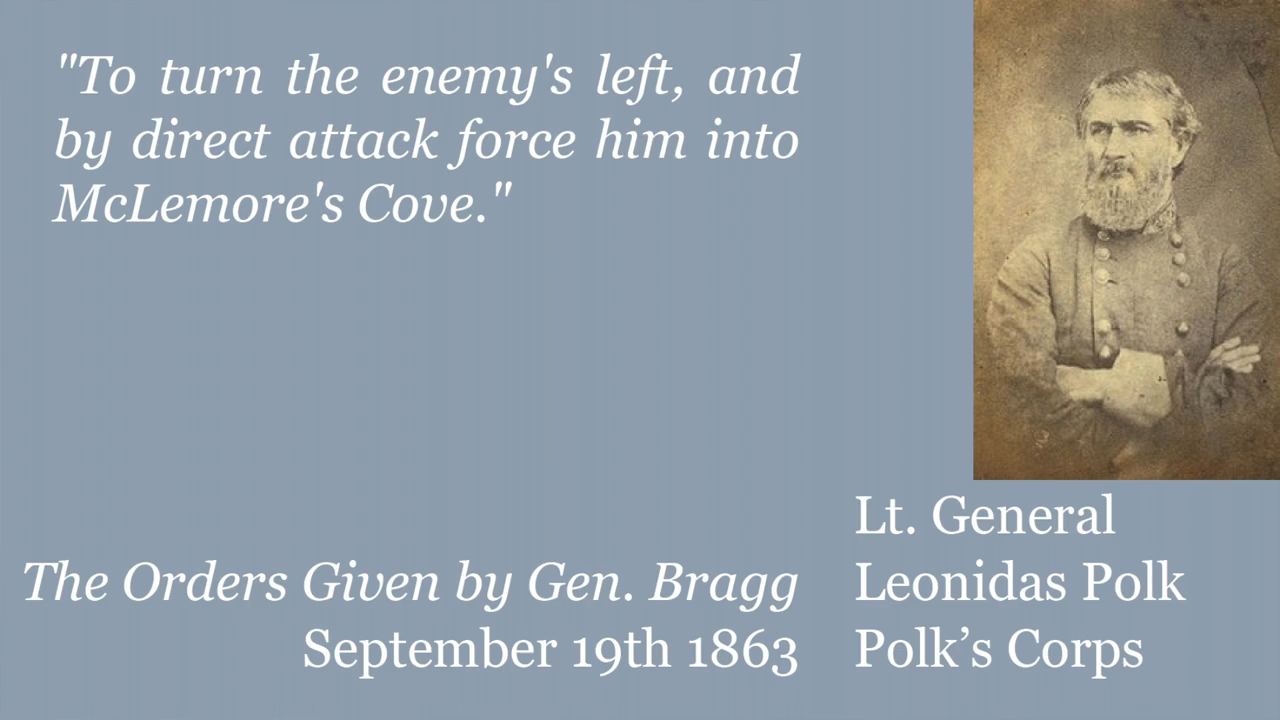 "To turn the enemy's left, and
by direct attack force him into
McLemore's Cove."
The Orders Given by Gen. Bragg
September 19th 1863
Lt. General
Leonidas Polk
Polk’s Corps